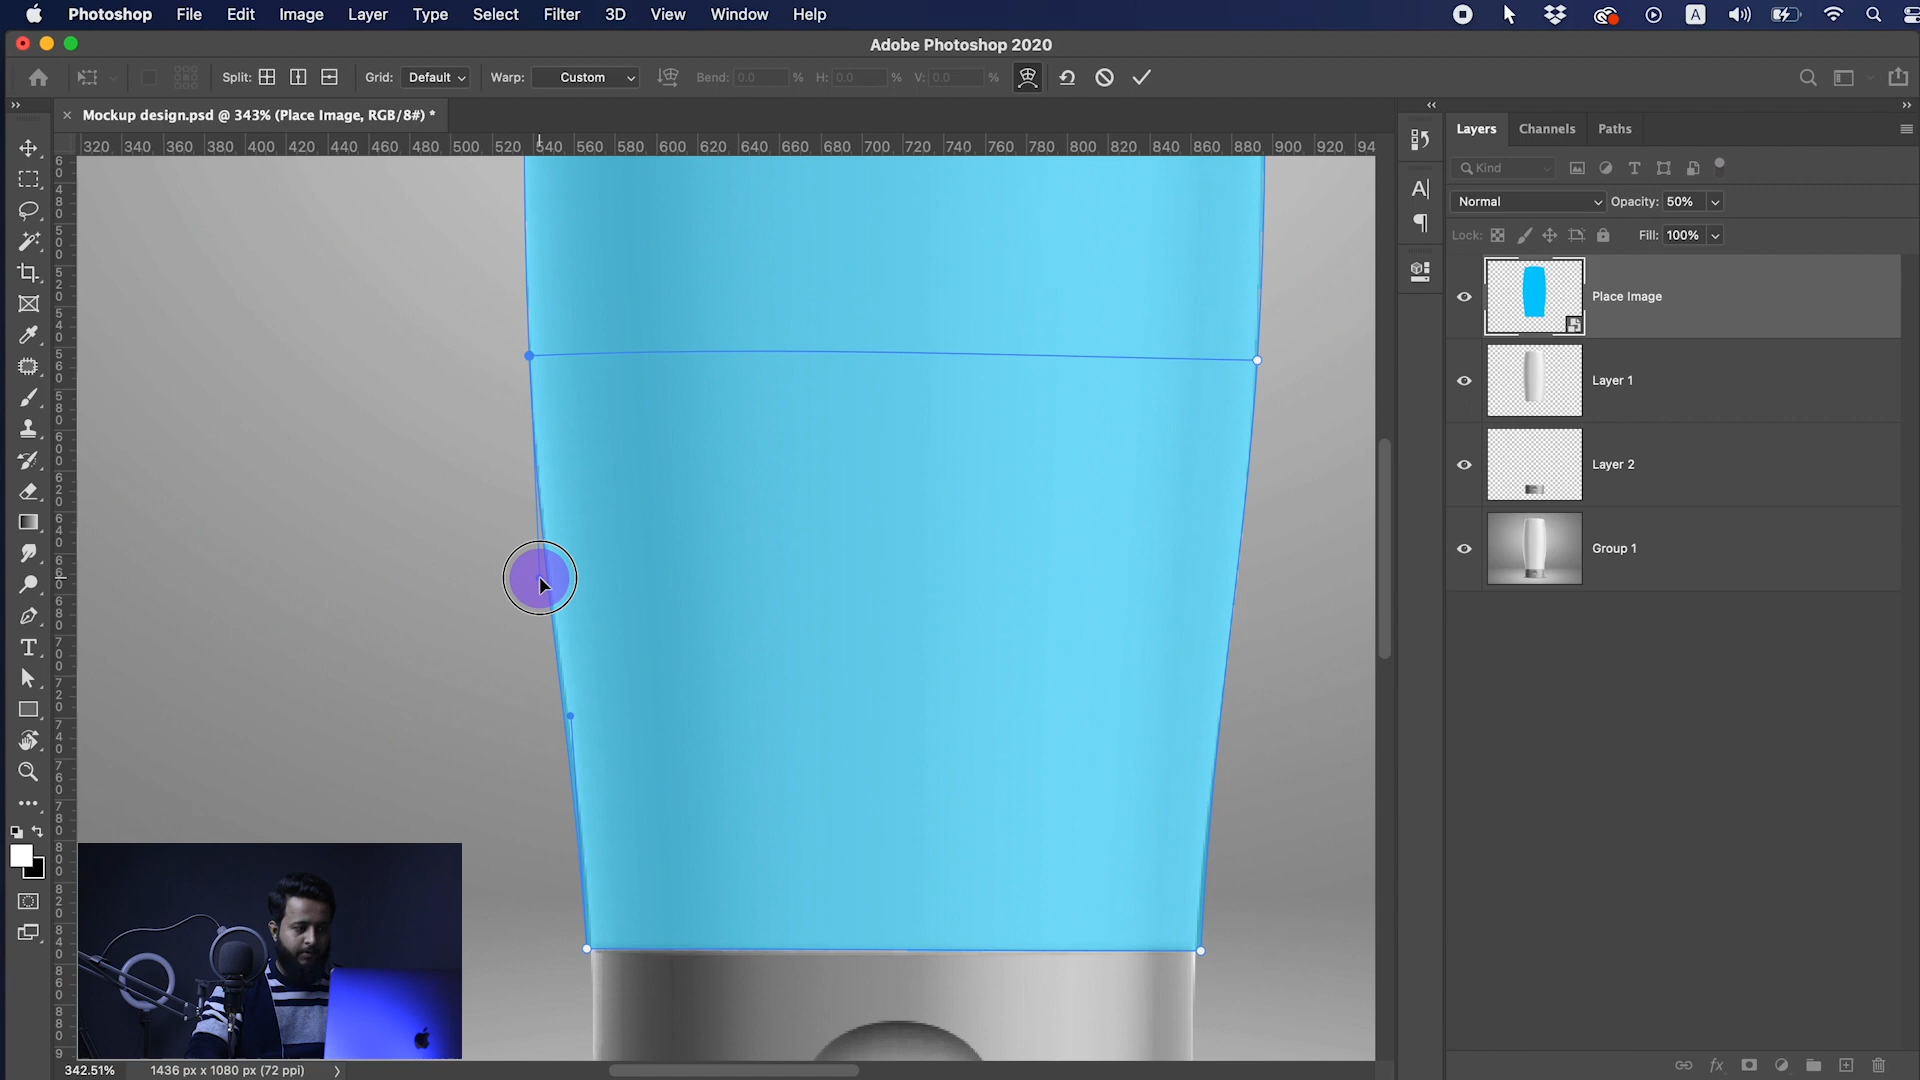 Photoshop File Edit Image Layer Type Select Filter 3D View Window Help A
Adobe Photoshop 2020
Split: Grid: Default Warp: Custom Bend: 0.0 % H: 0.0 % V: 0.0 %
Mockup design.psd @ 343% (Place Image, RGB/8#) *
320 340 360 380 400 420 440 460 480 500 520 540 560 580 600 620 640 660 680 700 720 740 760 780 800 820 840 860 880 900 920 94
Layers Channels Paths
Kind
Normal Opacity: 50%
Lock: Fill: 100%
Place Image
Layer 1
Layer 2
Group 1
342.51% 1436 px x 1080 px (72 ppi)